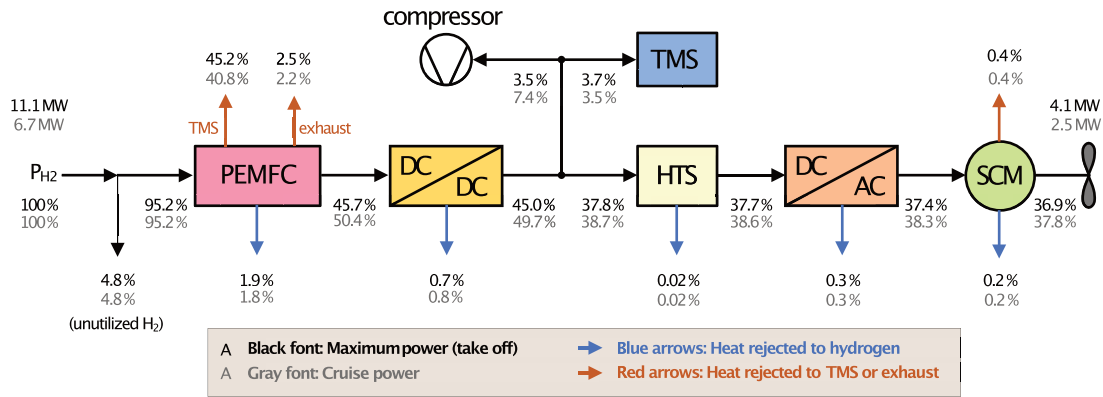 compressor
45.2 % 2.5 %
40.8 % 2.2 %
3.5 % 3.7 %
7.4 % 3.5 %
TMS
0.4 %
0.4 %
11.1 MW
6.7 MW
TMS exhaust
4.1 MW
2.5 MW
PH2
PEMFC
DC
DC
HTS
DC
AC
SCM
100 % 95.2 % 45.7 % 45.0 % 37.8 % 37.7 % 37.4 % 36.9 %
100 % 95.2 % 50.4 % 49.7 % 38.7 % 38.6 % 38.3 % 37.8 %
4.8 % 1.9 % 0.7 % 0.02 % 0.3 % 0.2 %
4.8 % 1.8 % 0.8 % 0.02 % 0.3 % 0.2 %
(unutilized H2)
A Black font: Maximum power (take off) Blue arrows: Heat rejected to hydrogen
A Gray font: Cruise power Red arrows: Heat rejected to TMS or exhaust